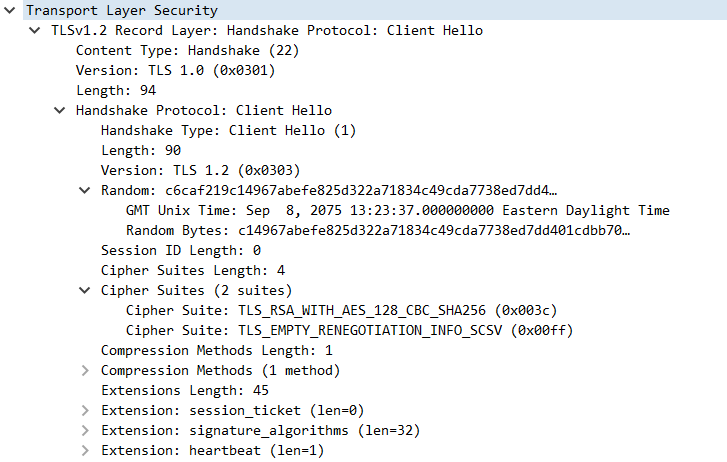 Transport Layer Security
TLSv1.2 Record Layer: Handshake Protocol: Client Hello
Content Type: Handshake (22)
Version: TLS 1.0 (0x0301)
Length: 94
Handshake Protocol: Client Hello
Handshake Type: Client Hello (1)
Length: 90
Version: TLS 1.2 (0x0303)
Random: c6caf219c14967abefe825d322a71834c49cda7738ed7dd4…
GMT Unix Time: Sep  8, 2075 13:23:37.000000000 Eastern Daylight Time
Random Bytes: c14967abefe825d322a71834c49cda7738ed7dd401cdbb70…
Session ID Length: 0
Cipher Suites Length: 4
Cipher Suites (2 suites)
Cipher Suite: TLS_RSA_WITH_AES_128_CBC_SHA256 (0x003c)
Cipher Suite: TLS_EMPTY_RENEGOTIATION_INFO_SCSV (0x00ff)
Compression Methods Length: 1
Compression Methods (1 method)
Extensions Length: 45
Extension: session_ticket (len=0)
Extension: signature_algorithms (len=32)
Extension: heartbeat (len=1)